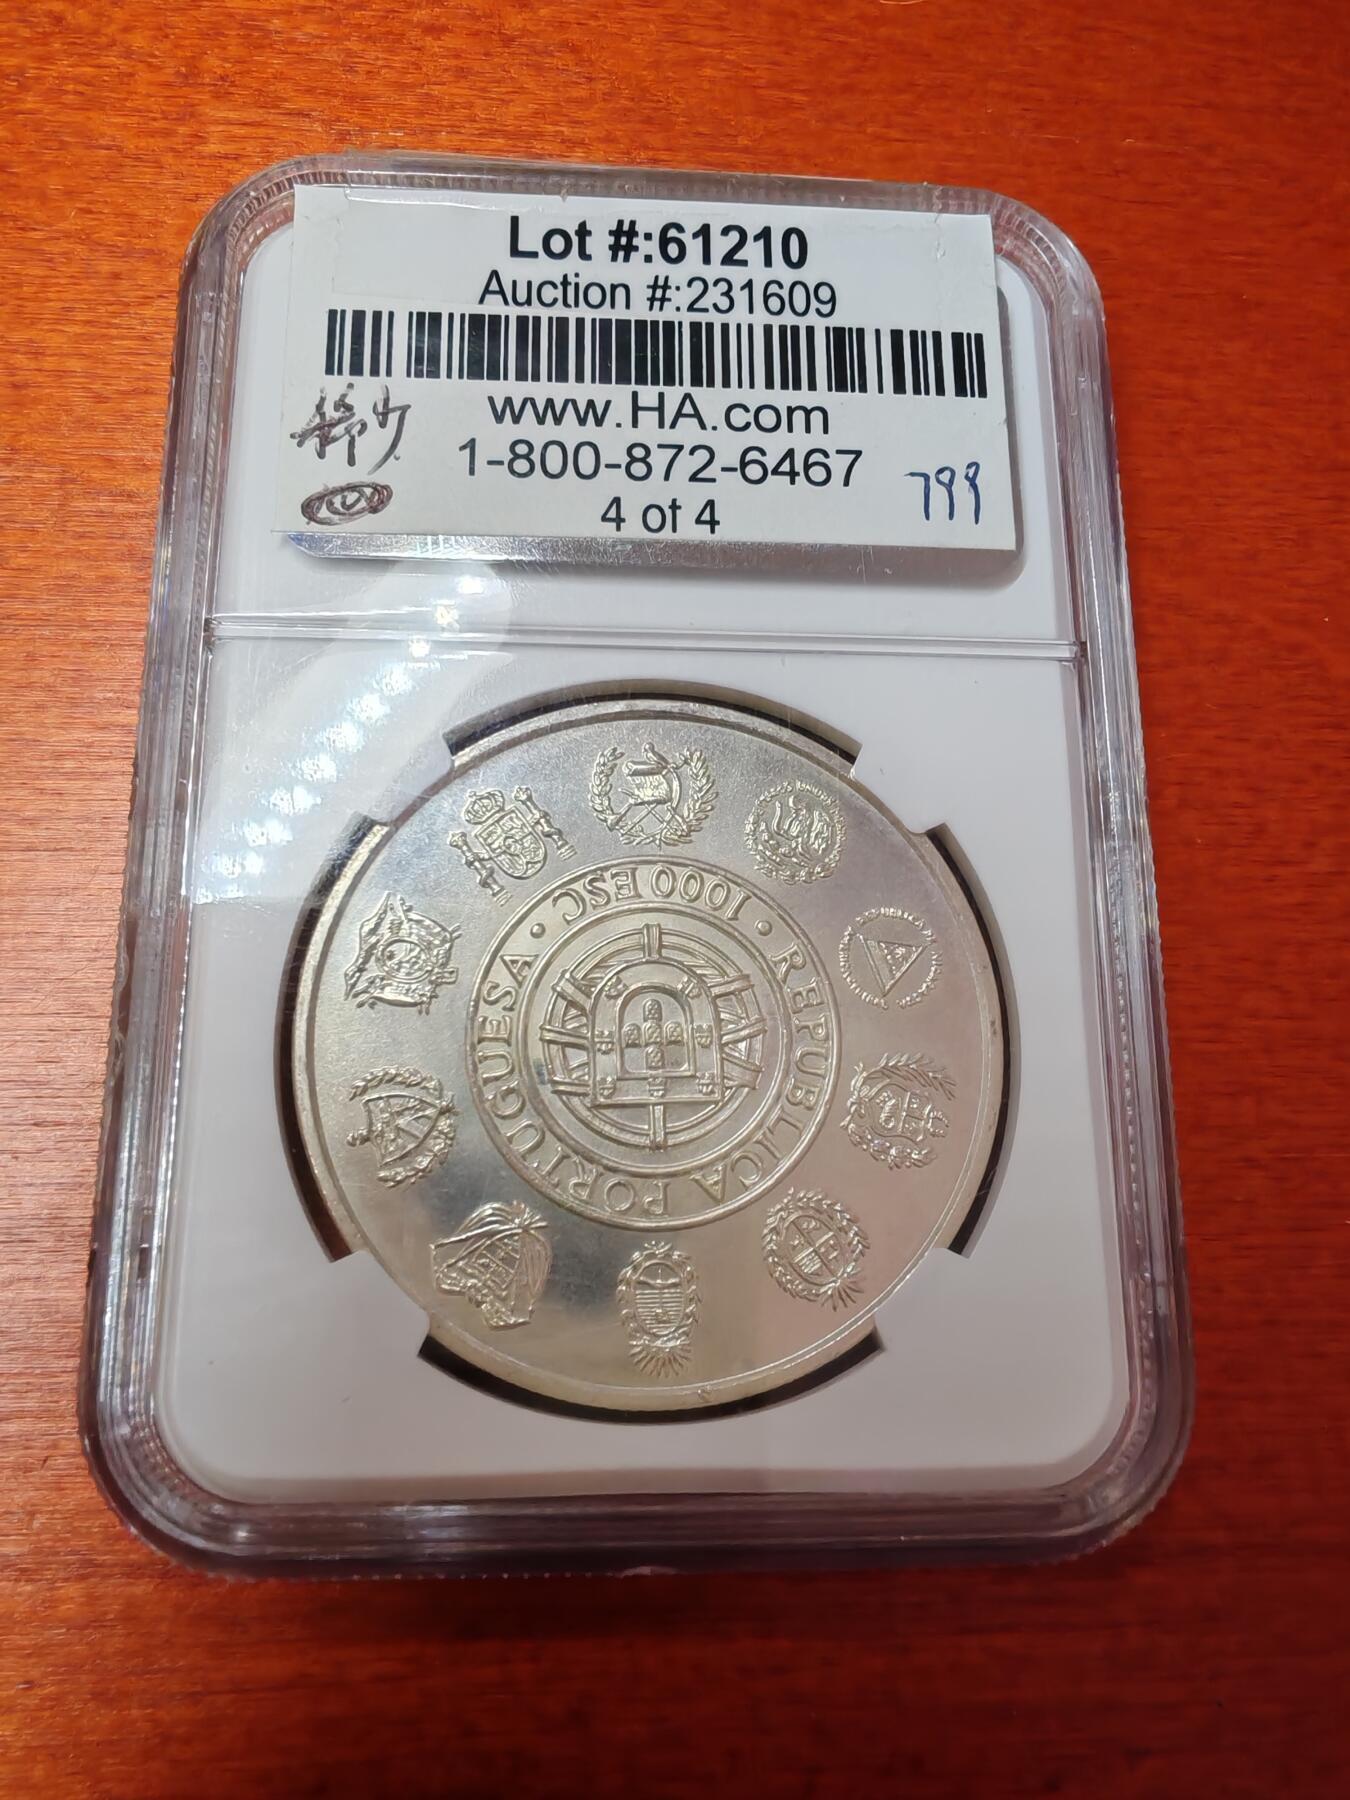 Lot #:61210
Auction #:231609
www.HA.com
1-800-872-6467
4 of 4
799
· REPUBLICA PORTUGUESA · 1000 ESC